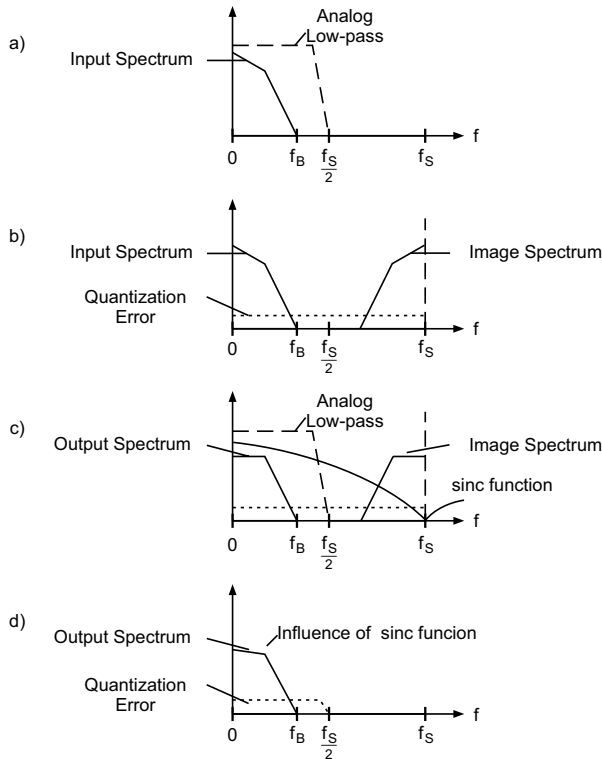 a)
Analog
Low-pass
Input Spectrum
f
0
f_B
f_S
2
f_S
b)
Input Spectrum
Image Spectrum
Quantization
Error
f
0
f_B
f_S
2
f_S
c)
Analog
Low-pass
Output Spectrum
Image Spectrum
sinc function
f
0
f_B
f_S
2
f_S
d)
Output Spectrum
Influence of sinc funcion
Quantization
Error
f
0
f_B
f_S
2
f_S